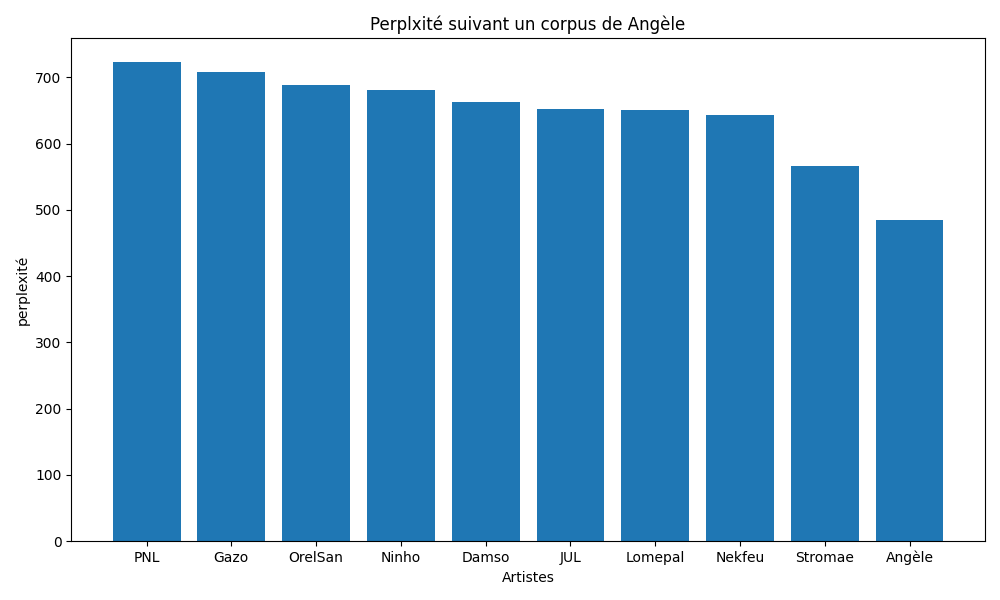 Perplxité suivant un corpus de Angèle
perplexité
700
600
500
400
300
200
100
0
PNL Gazo OrelSan Ninho Damso JUL Lomepal Nekfeu Stromae Angèle
Artistes